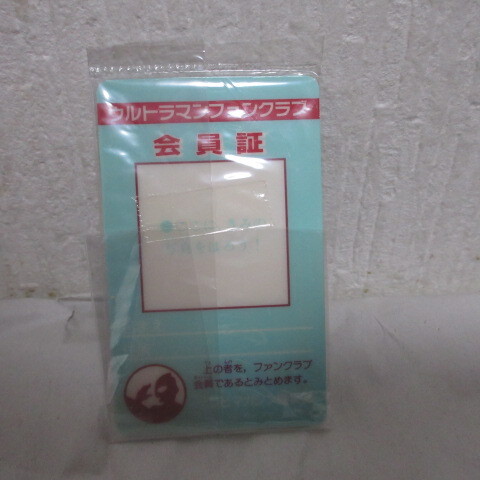 ウルトラマンファンクラブ
会員証
上の者を,ファンクラブ
会員であるとみとめます。